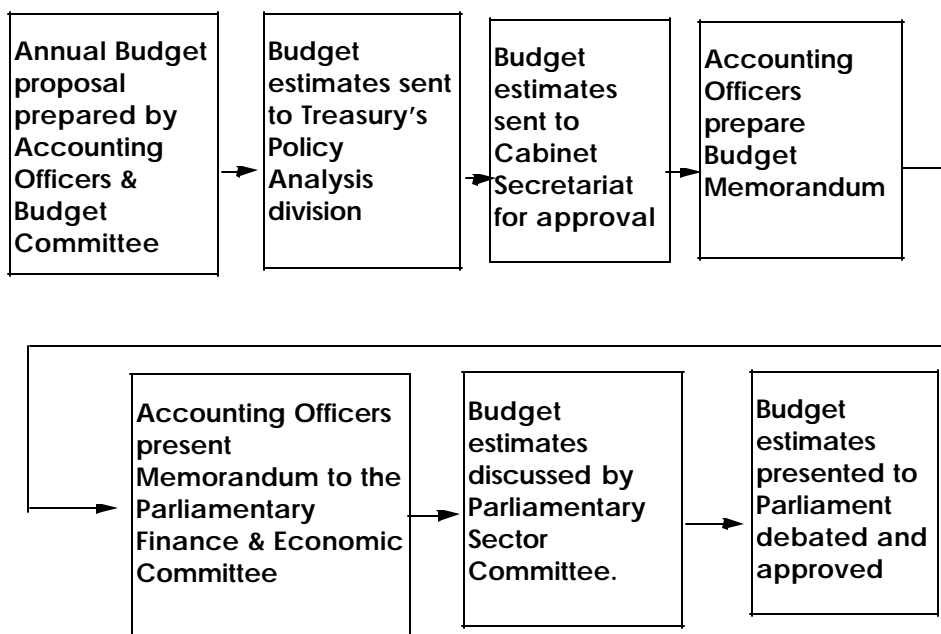 Annual Budget
proposal
prepared by
Accounting
Officers &
Budget
Committee
Budget
estimates sent
to Treasury's
Policy
Analysis
division
Budget
estimates
sent to
Cabinet
Secretariat
for approval
Accounting
Officers
prepare
Budget
Memorandum
Accounting Officers
present
Memorandum to the
Parliamentary
Finance & Economic
Committee
Budget
estimates
discussed by
Parliamentary
Sector
Committee.
Budget
estimates
presented to
Parliament
debated and
approved